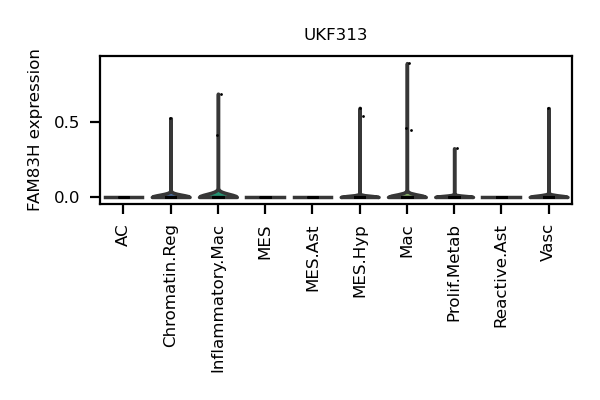 UKF313
FAM83H expression
0.5
0.0
AC
Chromatin.Reg
Inflammatory.Mac
MES
MES.Ast
MES.Hyp
Mac
Prolif.Metab
Reactive.Ast
Vasc